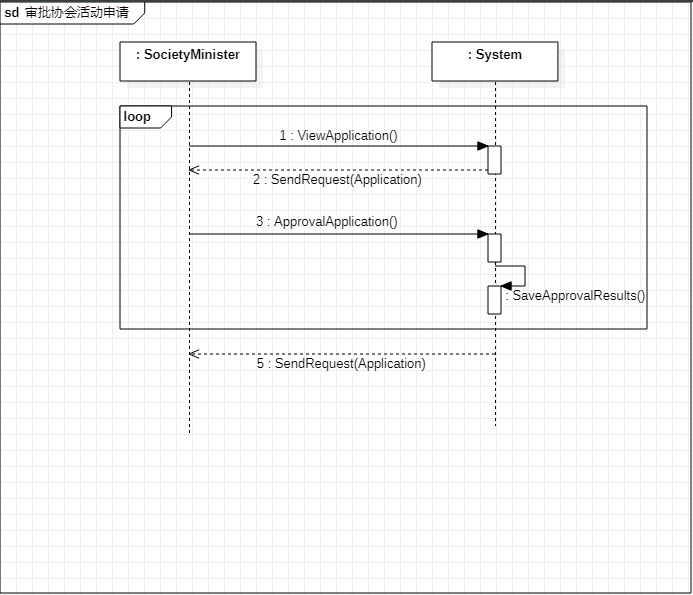 sd 审批协会活动申请
: SocietyMinister
: System
loop
1 : ViewApplication()
2 : SendRequest(Application)
3 : ApprovalApplication()
: SaveApprovalResults()
5 : SendRequest(Application)